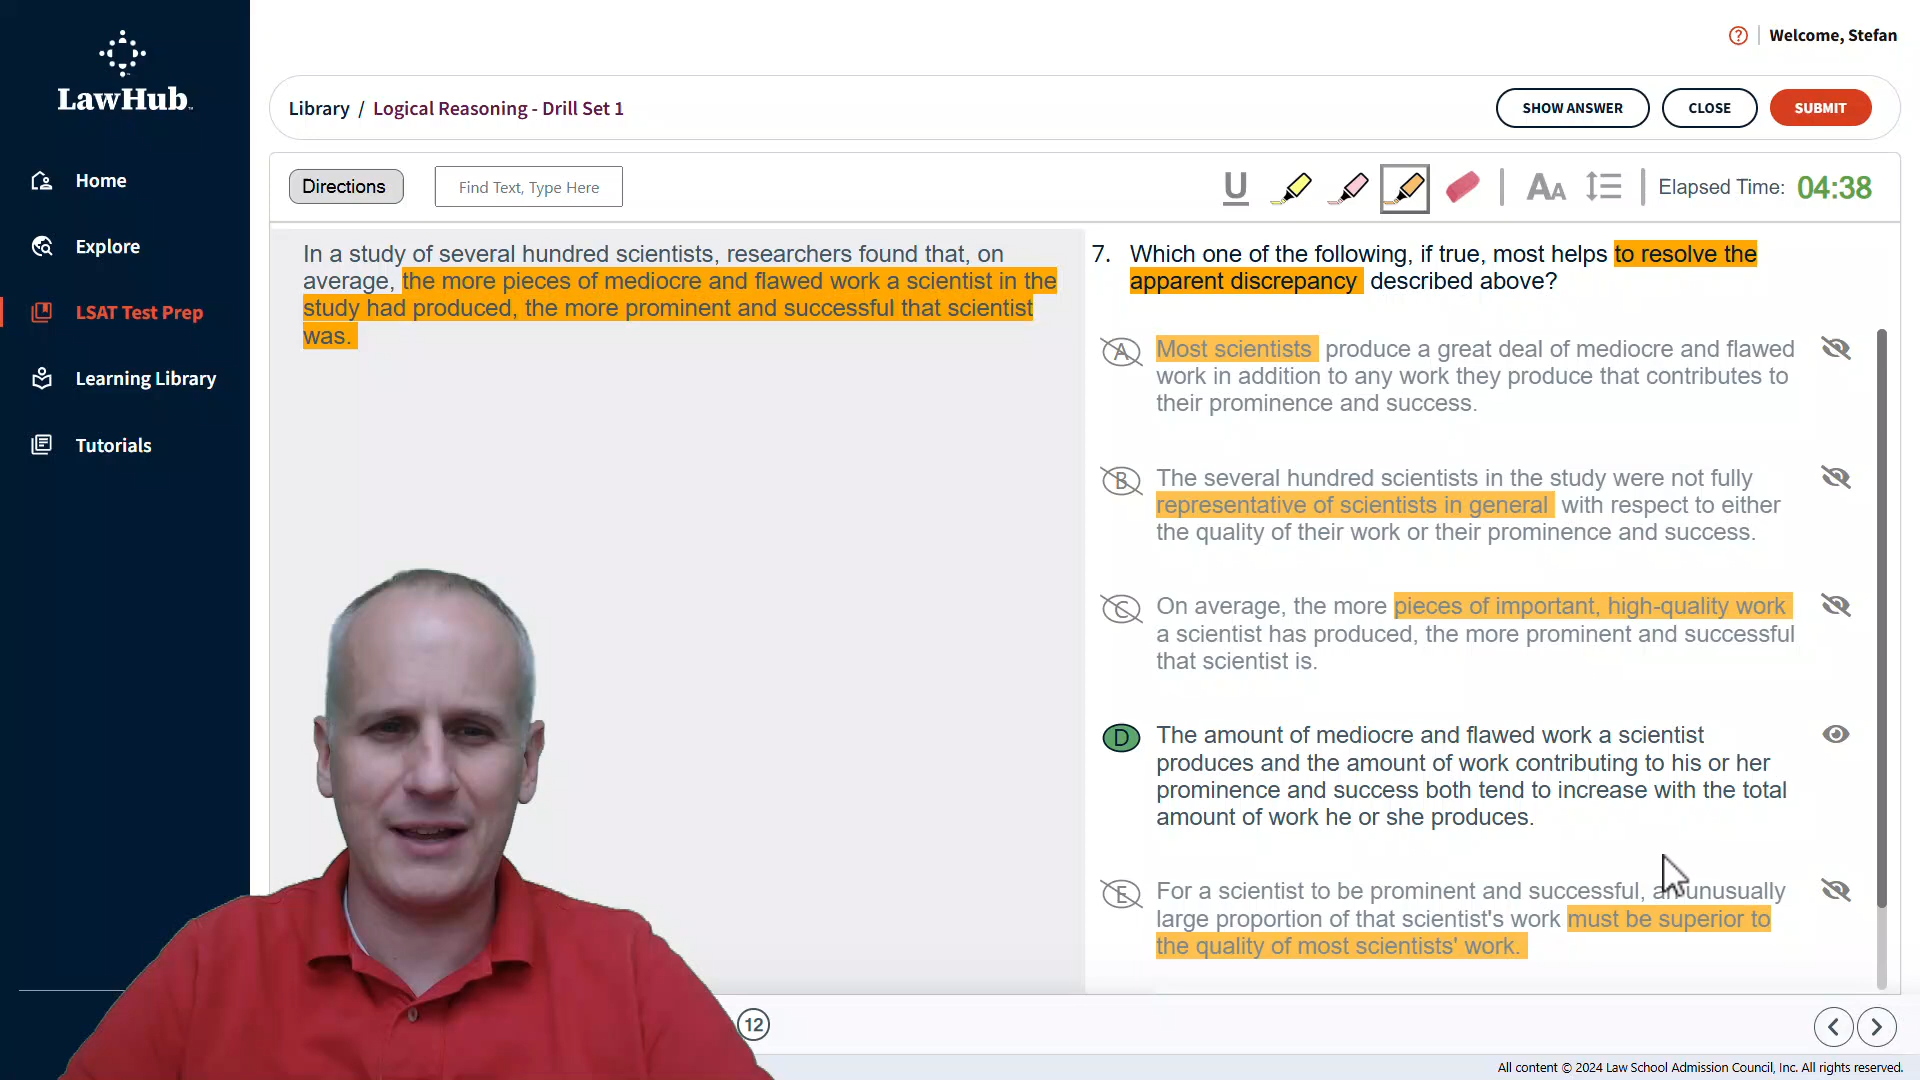 Welcome, Stefan
LawHub
Library / Logical Reasoning - Drill Set 1
SHOW ANSWER
CLOSE
SUBMIT
Home
Explore
LSAT Test Prep
Learning Library
Tutorials
Directions
Find Text, Type Here
Elapsed Time: 04:38
In a study of several hundred scientists, researchers found that, on
average, the more pieces of mediocre and flawed work a scientist in the
study had produced, the more prominent and successful that scientist
was.
7. Which one of the following, if true, most helps to resolve the
apparent discrepancy described above?
A Most scientists produce a great deal of mediocre and flawed
work in addition to any work they produce that contributes to
their prominence and success.
B The several hundred scientists in the study were not fully
representative of scientists in general with respect to either
the quality of their work or their prominence and success.
C On average, the more pieces of important, high-quality work
a scientist has produced, the more prominent and successful
that scientist is.
D The amount of mediocre and flawed work a scientist
produces and the amount of work contributing to his or her
prominence and success both tend to increase with the total
amount of work he or she produces.
E For a scientist to be prominent and successful, an unusually
large proportion of that scientist's work must be superior to
the quality of most scientists' work.
12
All content © 2024 Law School Admission Council, Inc. All rights reserved.